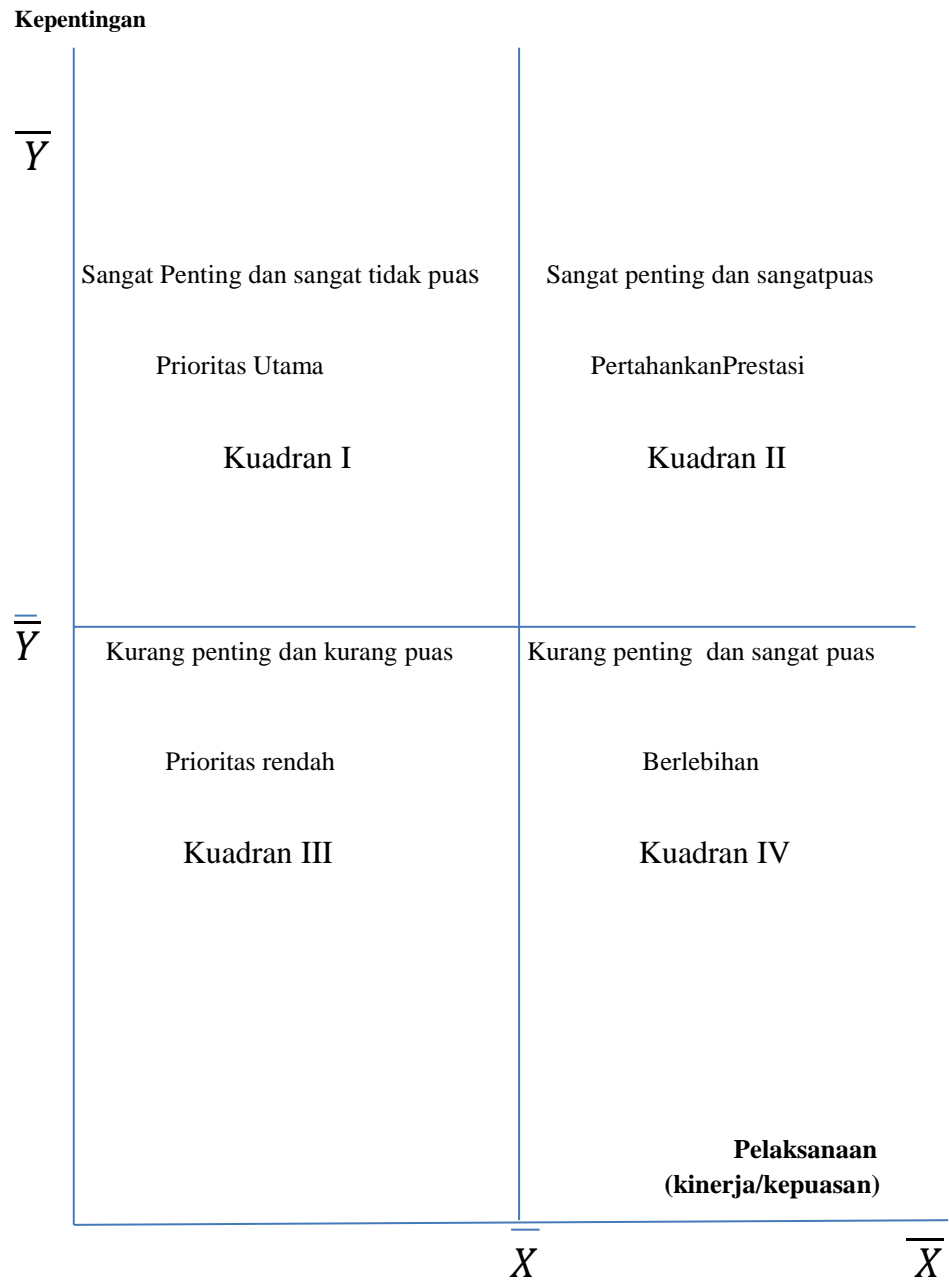 Kepentingan
Y̅
Sangat Penting dan sangat tidak puas
Sangat penting dan sangatpuas
Prioritas Utama
PertahankanPrestasi
Kuadran I
Kuadran II
Y̿
Kurang penting dan kurang puas
Kurang penting dan sangat puas
Prioritas rendah
Berlebihan
Kuadran III
Kuadran IV
Pelaksanaan
(kinerja/kepuasan)
X̅
X̅